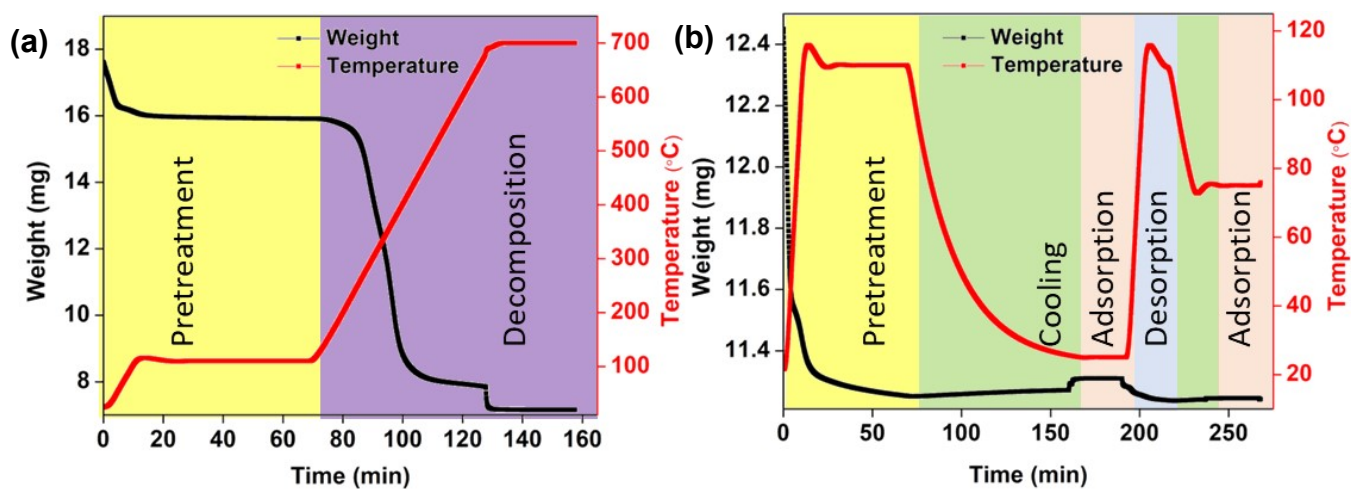 (a)
Weight
Temperature
18
16
14
12
10
8
Weight (mg)
700
600
500
400
300
200
100
Temperature (°C)
Pretreatment
Decomposition
0 20 40 60 80 100 120 140 160
Time (min)
(b)
Weight
Temperature
12.4
12.2
12.0
11.8
11.6
11.4
Weight (mg)
120
100
80
60
40
20
Temperature (°C)
Pretreatment
Cooling
Adsorption
Desorption
Adsorption
0 50 100 150 200 250
Time (min)